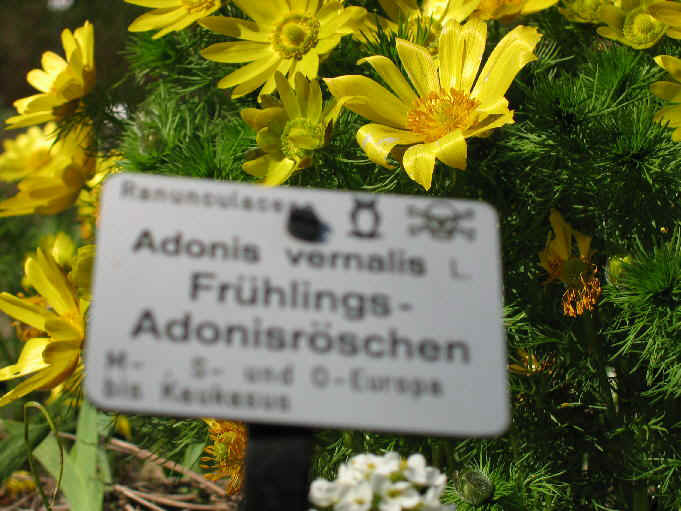 Ranunculaceae
Adonis vernalis L.
Frühlings-
Adonisröschen
H-, S- und O-Europa
bis Kaukasus